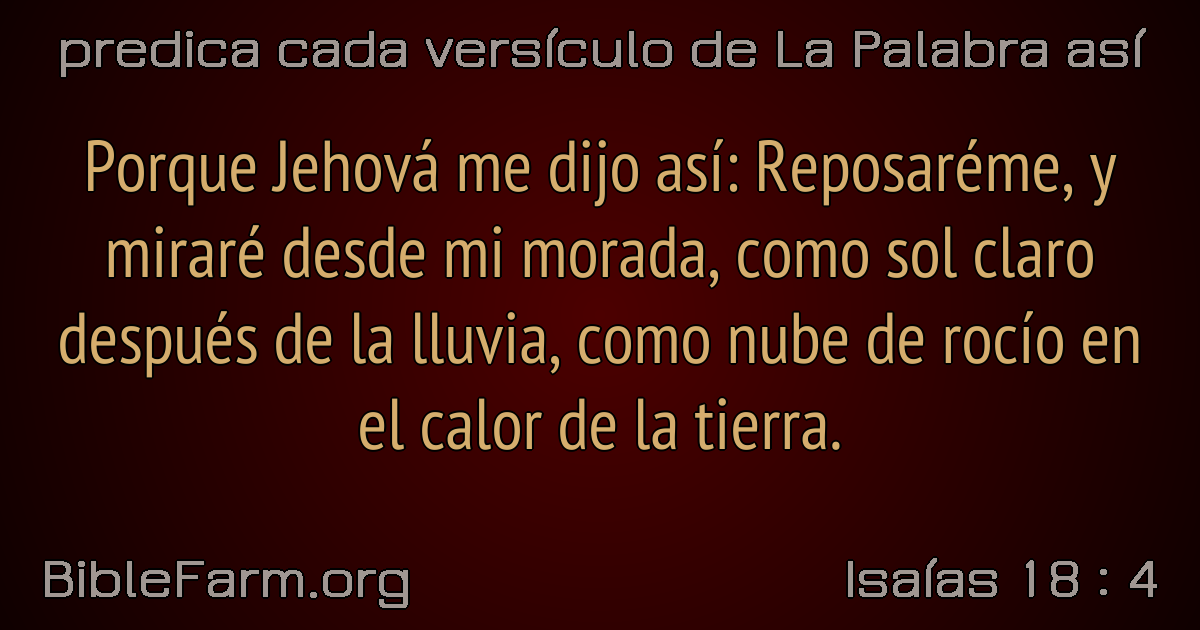 predica cada versículo de La Palabra así
Porque Jehová me dijo así: Reposaréme, y
miraré desde mi morada, como sol claro
después de la lluvia, como nube de rocío en
el calor de la tierra.
BibleFarm.org
Isaías 18 : 4